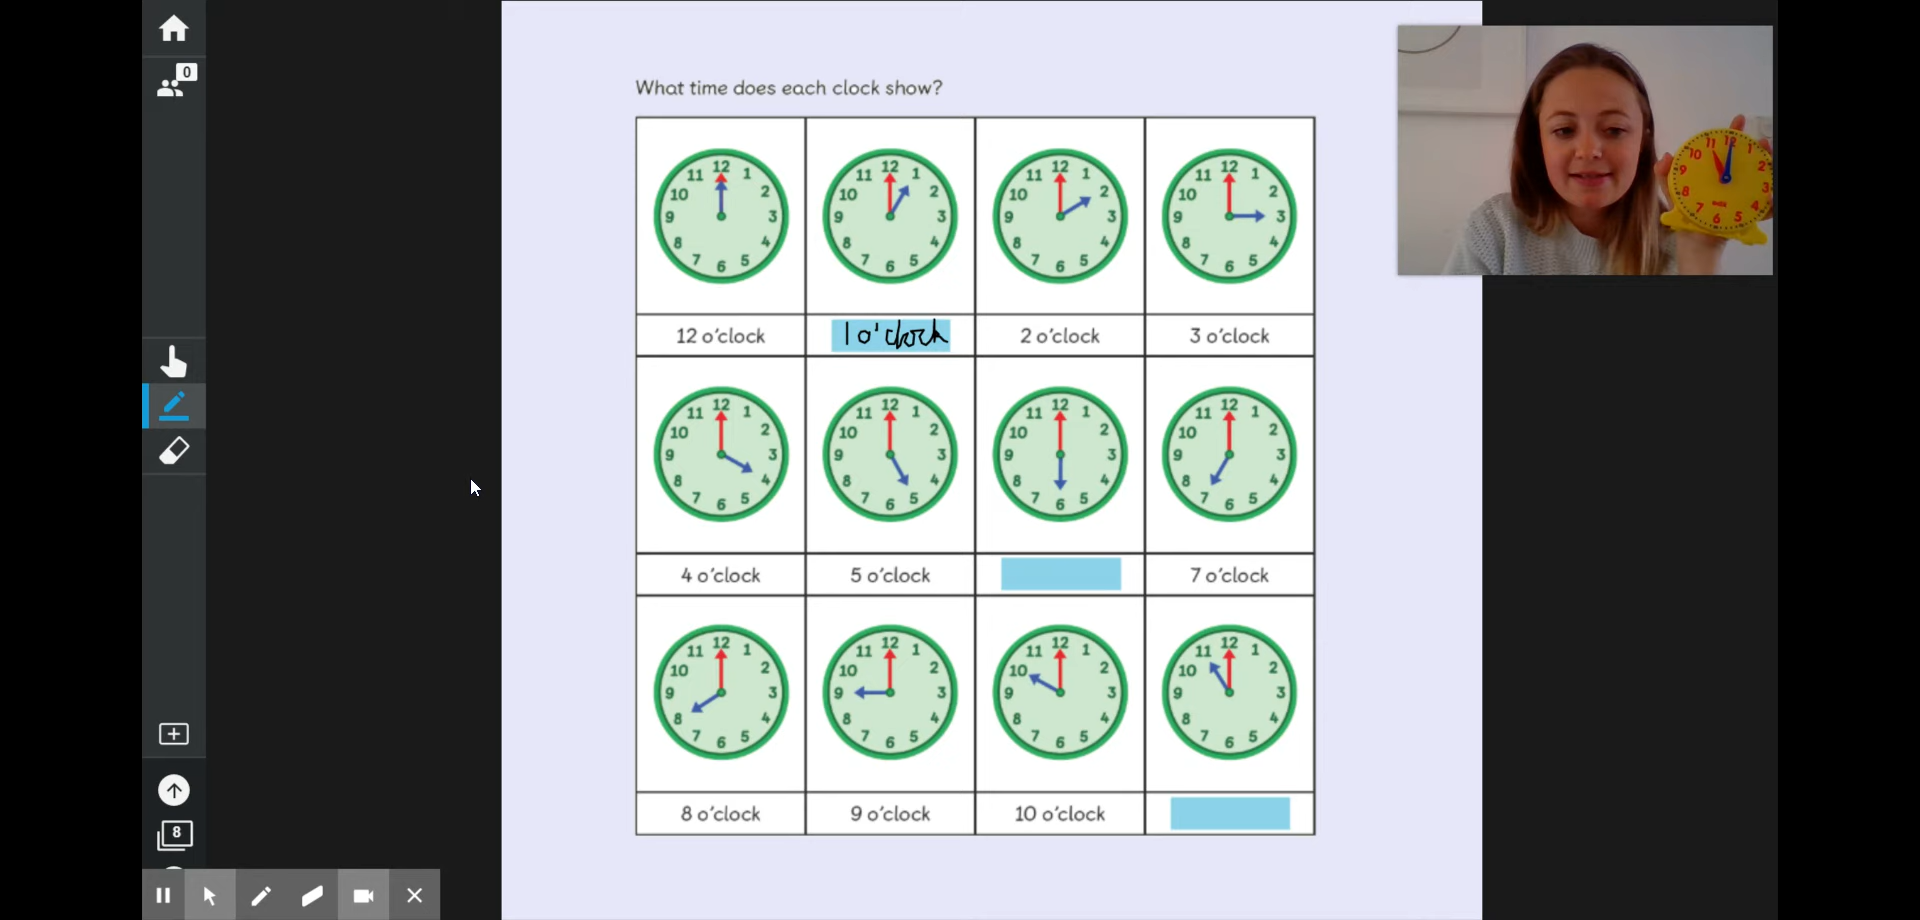 0
What time does each clock show?
12 o'clock
1 o'clock
2 o'clock
3 o'clock
4 o'clock
5 o'clock
7 o'clock
8 o'clock
9 o'clock
10 o'clock
8